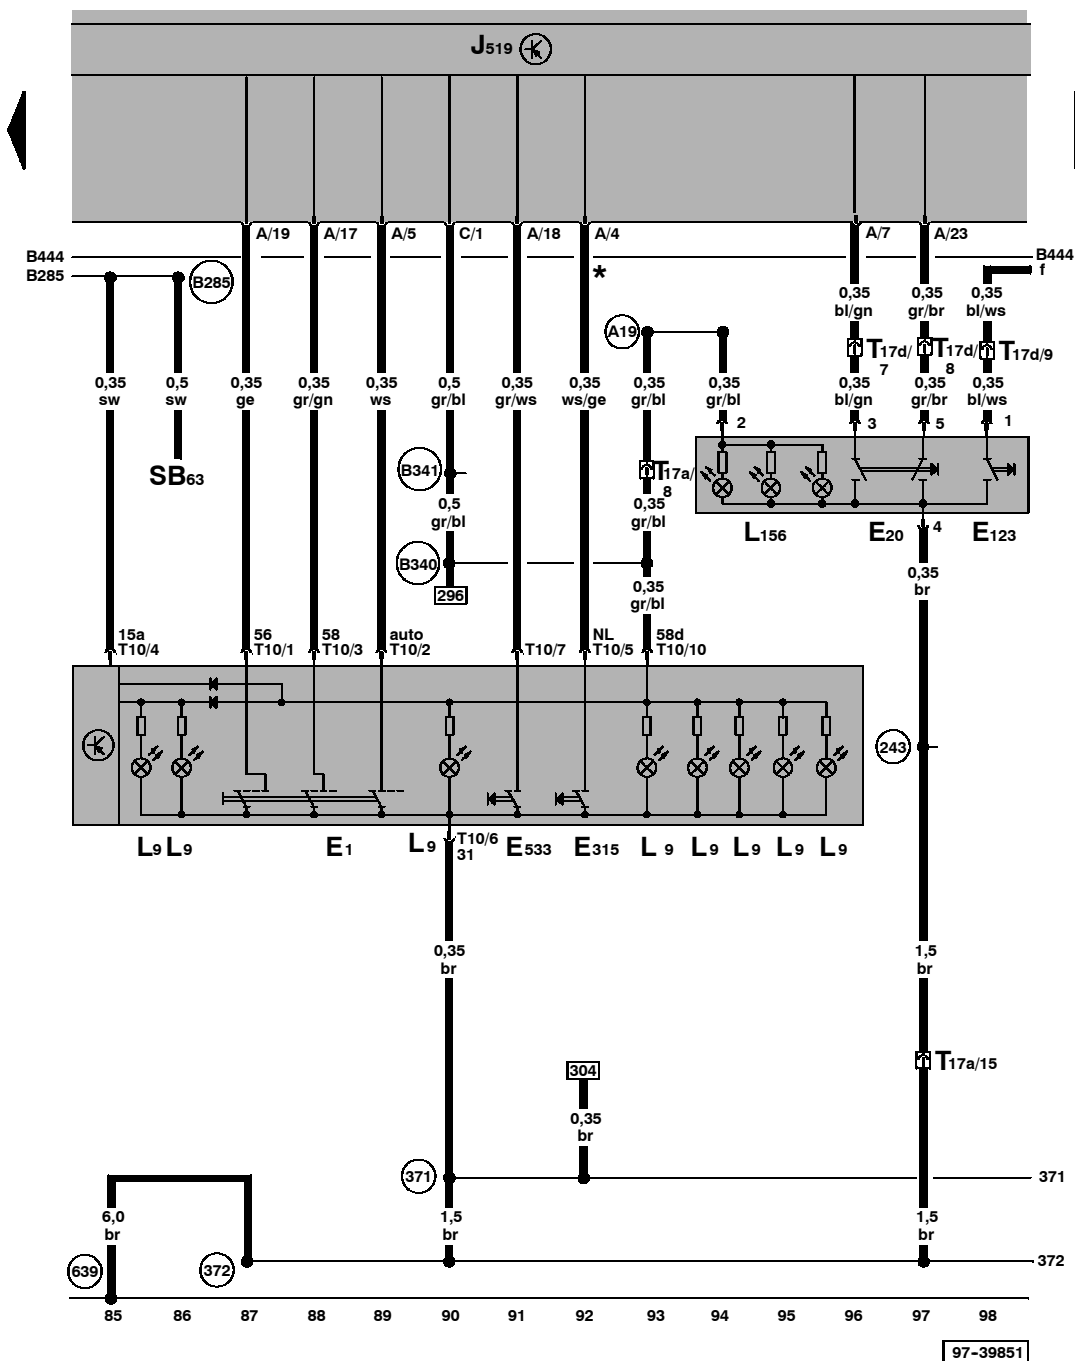 J519
A/19 A/17 A/5 C/1 A/18 A/4 A/7 A/23
B444 B444
B285 B285 * f
0,35 bl/gn
0,35 gr/br
0,35 bl/ws
A19
T17d/7
T17d/8
T17d/9
0,35 sw
0,5 sw
0,35 ge
0,35 gr/gn
0,35 ws
0,5 gr/bl
0,35 gr/ws
0,35 ws/ge
0,35 gr/bl
0,35 gr/bl
0,35 bl/gn
0,35 gr/br
0,35 bl/ws
2 3 5 1
SB63
B341
T17a/8
0,5 gr/bl
0,35 gr/bl
L156 E20 4 E123
B340
0,35 br
296
0,35 gr/bl
15a T10/4
56 T10/1
58 T10/3
auto T10/2
T10/7
NL T10/5
58d T10/10
243
L9 L9 E1 L9 T10/6 31 E533 E315 L9 L9 L9 L9 L9
0,35 br
1,5 br
T17a/15
304
0,35 br
371 371
6,0 br
1,5 br
1,5 br
639 372 372
85 86 87 88 89 90 91 92 93 94 95 96 97 98
97-39851